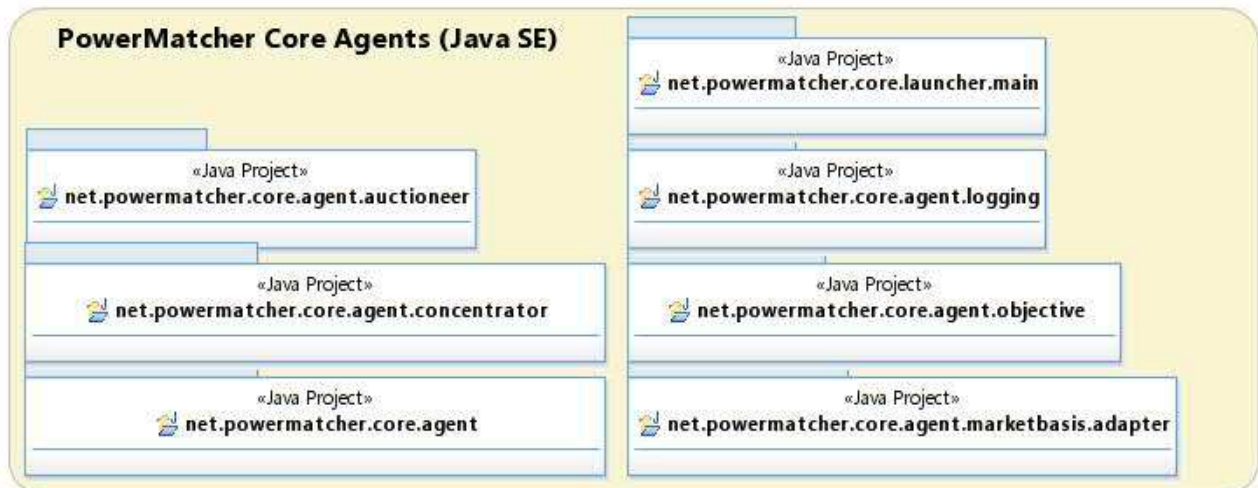 PowerMatcher Core Agents (Java SE)
«Java Project»
net.powermatcher.core.launcher.main
«Java Project»
net.powermatcher.core.agent.auctioneer
«Java Project»
net.powermatcher.core.agent.logging
«Java Project»
net.powermatcher.core.agent.concentrator
«Java Project»
net.powermatcher.core.agent.objective
«Java Project»
net.powermatcher.core.agent
«Java Project»
net.powermatcher.core.agent.marketbasis.adapter